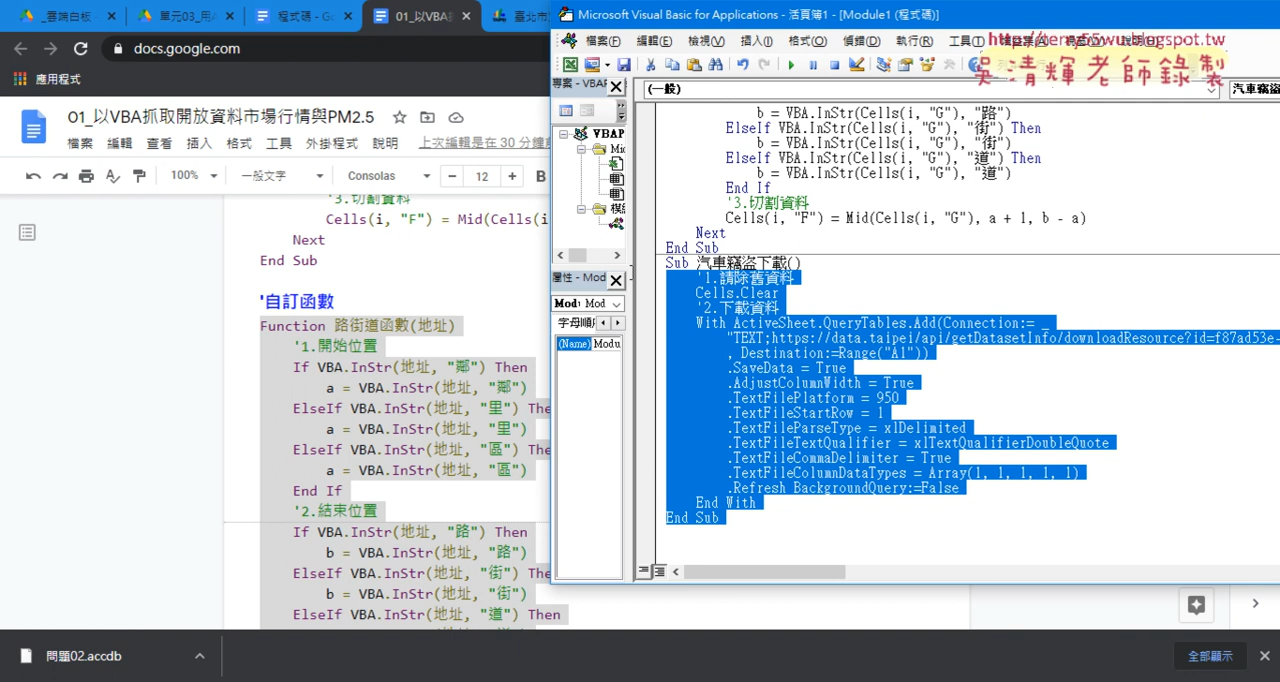 _雲端白板
單元03_用A
程式碼 - Go
01_以VBA
臺北市
docs.google.com
應用程式
01_以VBA抓取開放資料市場行情與PM2.5
檔案 編輯 查看 插入 格式 工具 外掛程式 說明 上次編輯是在 30 分鐘
100% 一般文字 Consolas 12 B
'3.切割資料
Cells(i, "F") = Mid(Cells(i
Next
End Sub
'自訂函數
Function 路街道函數(地址)
'1.開始位置
If VBA.InStr(地址, "鄰") Then
a = VBA.InStr(地址, "鄰")
ElseIf VBA.InStr(地址, "里") The
a = VBA.InStr(地址, "里")
ElseIf VBA.InStr(地址, "區") The
a = VBA.InStr(地址, "區")
End If
'2.結束位置
If VBA.InStr(地址, "路") Then
b = VBA.InStr(地址, "路")
ElseIf VBA.InStr(地址, "街") The
b = VBA.InStr(地址, "街")
ElseIf VBA.InStr(地址, "道") Then
Microsoft Visual Basic for Applications - 活頁簿1 - [Module1 (程式碼)]
檔案(F) 編輯(E) 檢視(V) 插入(I) 格式(O) 偵錯(D) 執行(R) 工具(T)
http://terry55wu.blogspot.tw
吳清輝老師錄製
專案 - VBAP
VBAP
Mic
模組
屬性 - Mod
Modu Mod
字母順序
(Name) Modu
(一般)
汽車竊盜
b = VBA.InStr(Cells(i, "G"), "路")
ElseIf VBA.InStr(Cells(i, "G"), "街") Then
b = VBA.InStr(Cells(i, "G"), "街")
ElseIf VBA.InStr(Cells(i, "G"), "道") Then
b = VBA.InStr(Cells(i, "G"), "道")
End If
'3.切割資料
Cells(i, "F") = Mid(Cells(i, "G"), a + 1, b - a)
Next
End Sub
Sub 汽車竊盜下載()
'1.請除舊資料
Cells.Clear
'2.下載資料
With ActiveSheet.QueryTables.Add(Connection:= _
"TEXT;https://data.taipei/api/getDatasetInfo/downloadResource?id=f87ad53e-
, Destination:=Range("A1"))
.SaveData = True
.AdjustColumnWidth = True
.TextFilePlatform = 950
.TextFileStartRow = 1
.TextFileParseType = xlDelimited
.TextFileTextQualifier = xlTextQualifierDoubleQuote
.TextFileCommaDelimiter = True
.TextFileColumnDataTypes = Array(1, 1, 1, 1, 1)
.Refresh BackgroundQuery:=False
End With
End Sub
問題02.accdb
全部顯示